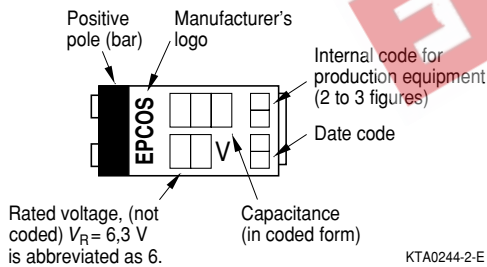 Positive
pole (bar)
Manufacturer's
logo
Internal code for
production equipment
(2 to 3 figures)
Date code
EPCOS
V
Rated voltage, (not
coded) VR = 6,3 V
is abbreviated as 6.
Capacitance
(in coded form)
KTA0244-2-E